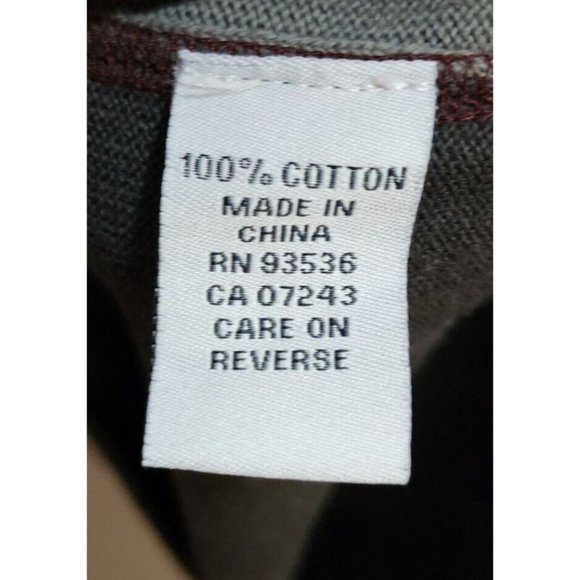 100% COTTON
MADE IN
CHINA
RN 93536
CA 07243
CARE ON
REVERSE